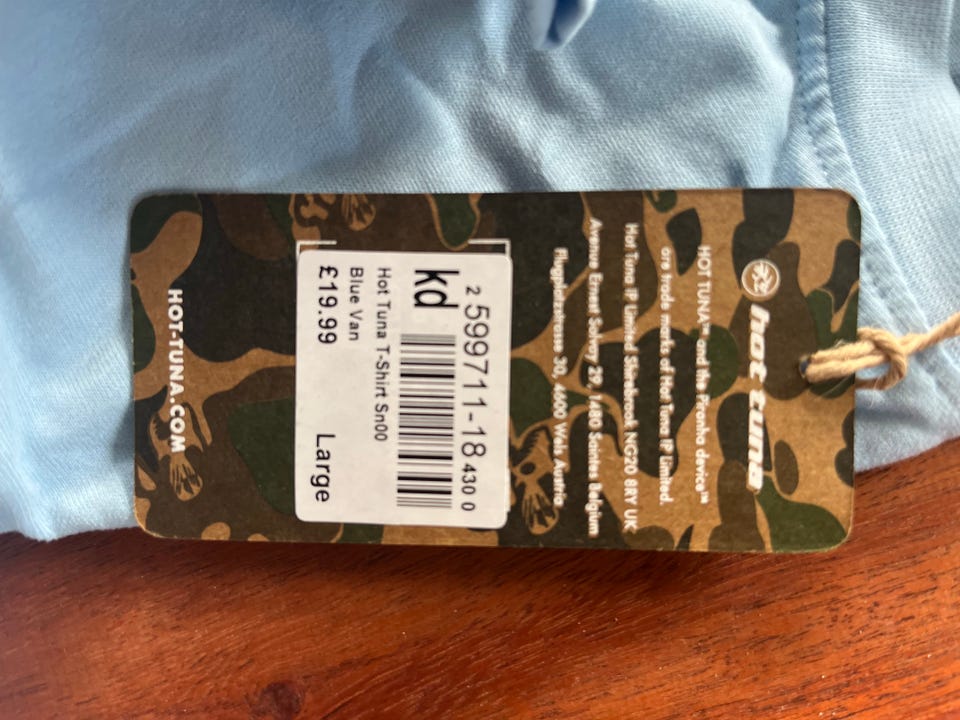 hot tuna
HOT TUNA™ and the Piranha device™
are trade marks of Hot Tuna IP Limited.
Hot Tuna IP Limited Shirebrook NG20 8RY UK
Avenue Ernest Solvay 29, 1480 Saintes Belgium
Flugplatzstrasse 30, 4600 Wels Austria
2 599711-18 430 0
kd
Hot Tuna T-Shirt Sn00
Blue Van
£19.99 Large
HOT-TUNA.COM